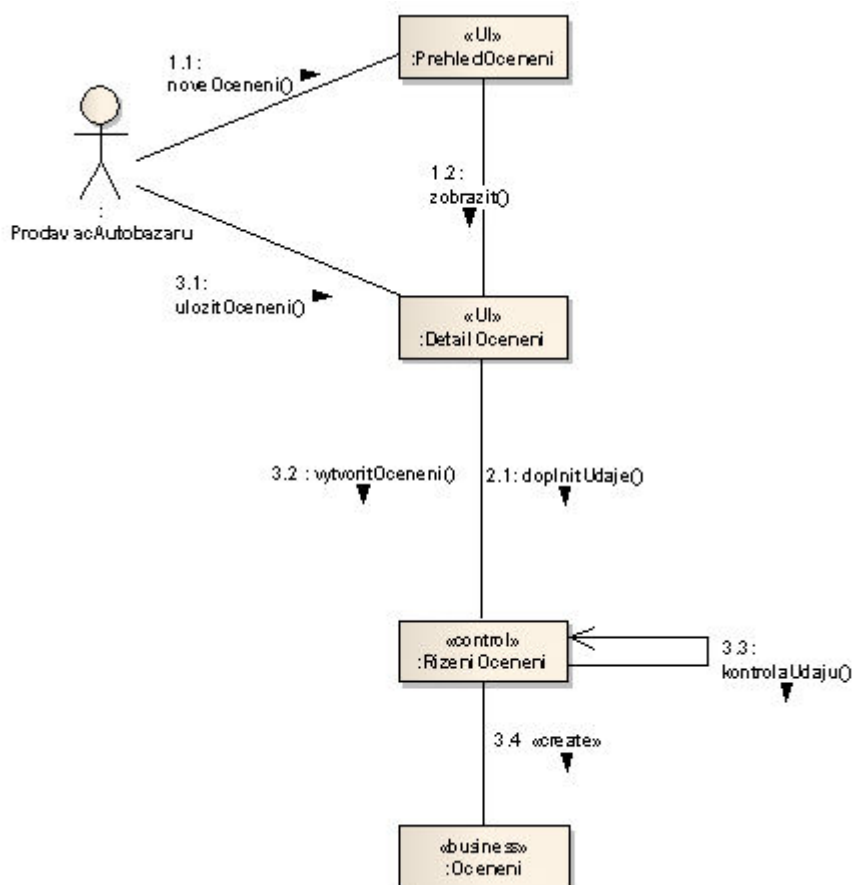 «UI»
:PrehledOceneni
1.1:
noveOceneni()
:
ProdavacAutobazaru
1.2:
zobrazit()
3.1:
ulozitOceneni()
«UI»
:DetailOceneni
3.2 : vytvoritOceneni()
2.1: doplnitUdaje()
«control»
:RizeniOceneni
3.3:
kontrolaUdaju()
3.4 «create»
«business»
:Oceneni